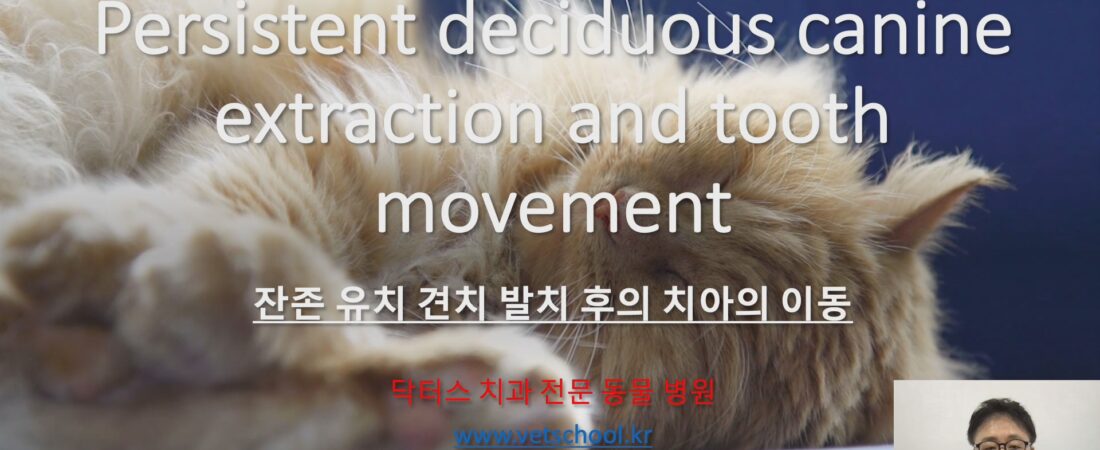 Persistent deciduous canine
extraction and tooth
movement
잔존 유치 견치 발치 후의 치아의 이동
닥터스 치과 전문 동물 병원
www.vetschool.kr